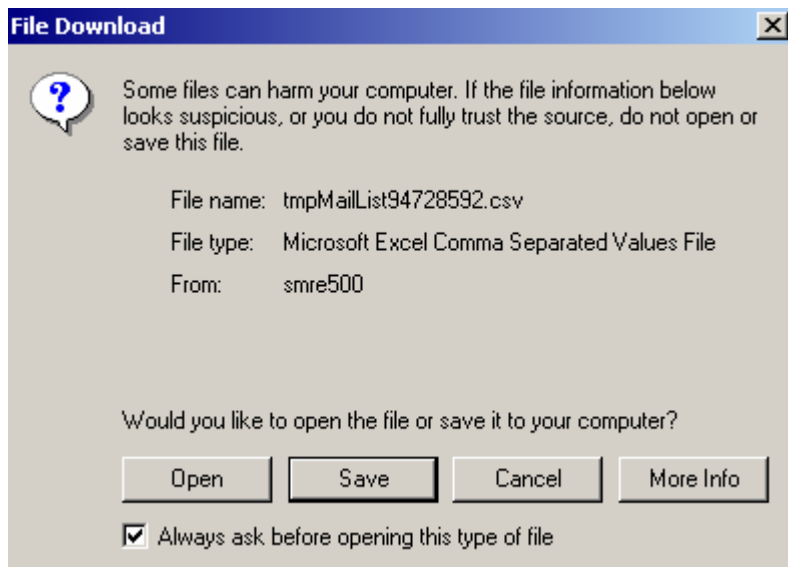 File Download
Some files can harm your computer. If the file information below
looks suspicious, or you do not fully trust the source, do not open or
save this file.
File name: tmpMailList94728592.csv
File type: Microsoft Excel Comma Separated Values File
From: smre500
Would you like to open the file or save it to your computer?
Open Save Cancel More Info
Always ask before opening this type of file